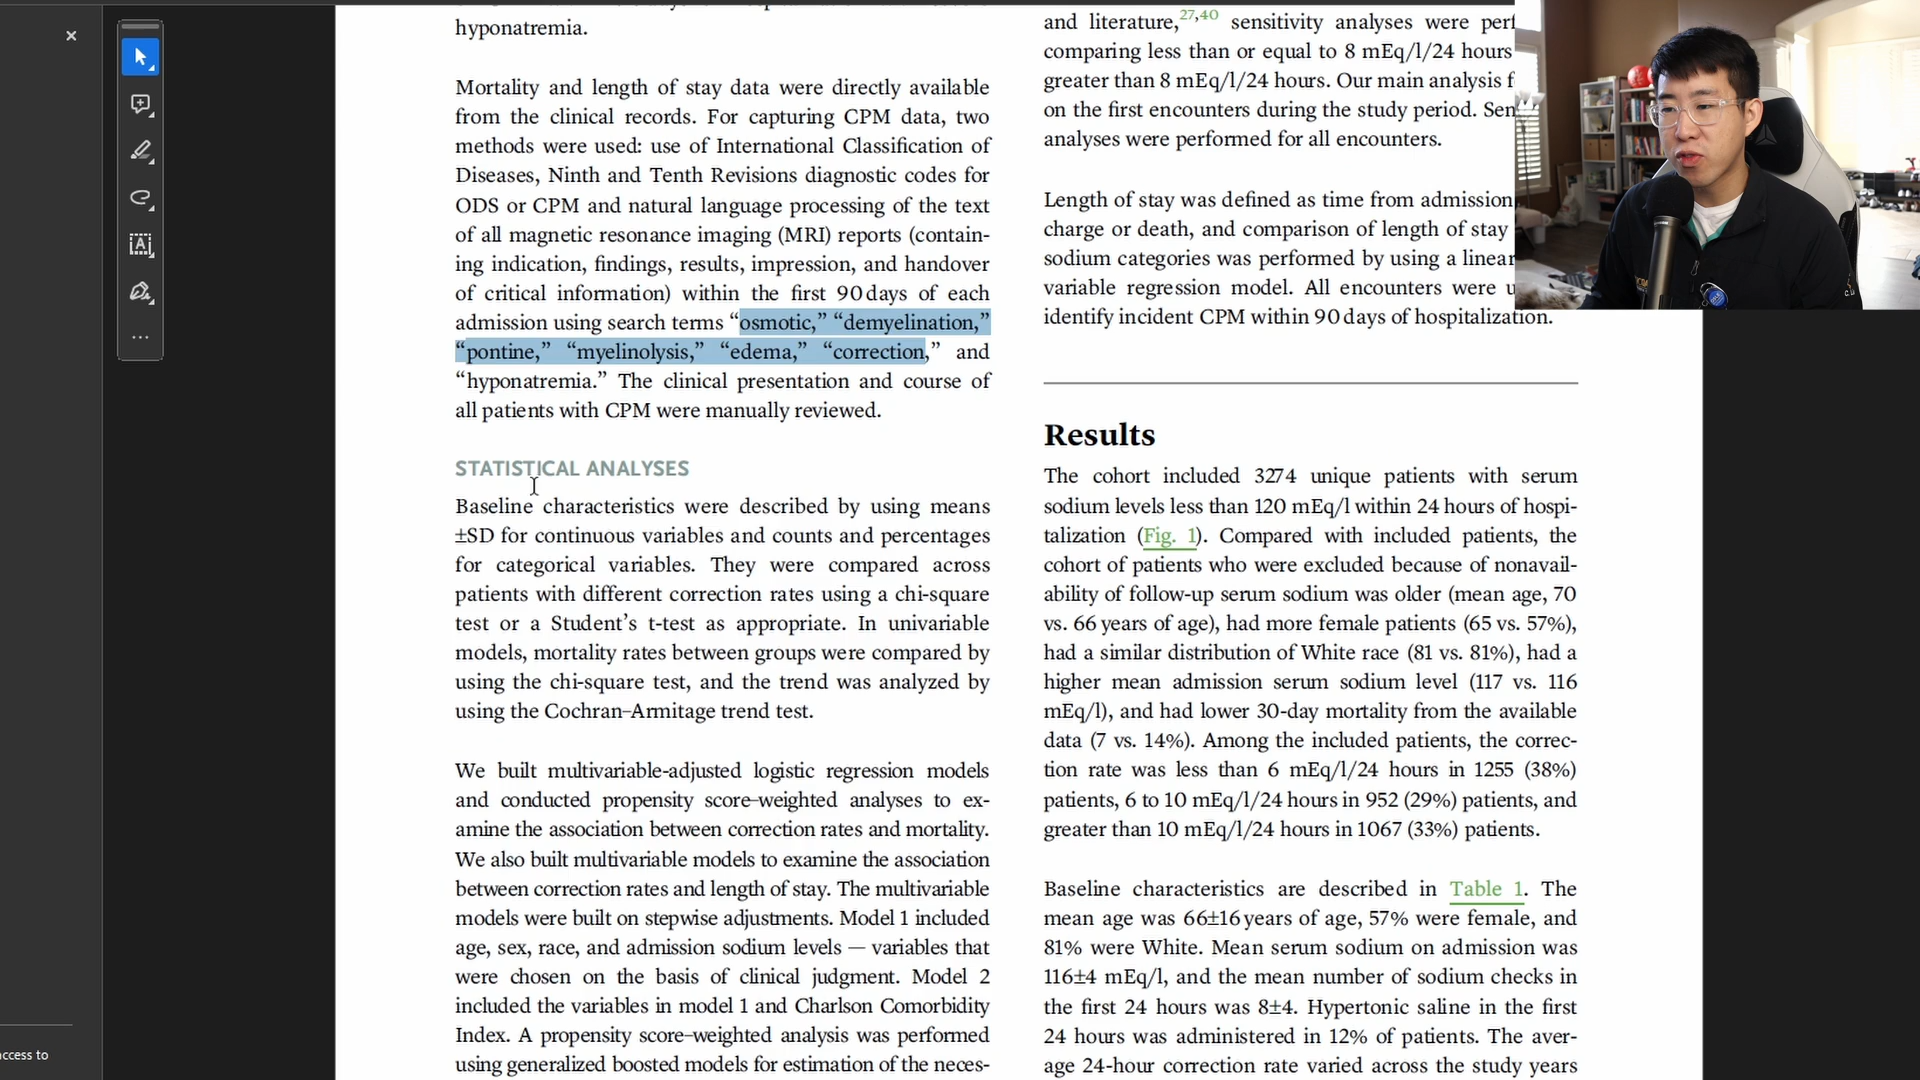 hyponatremia.
Mortality and length of stay data were directly available
from the clinical records. For capturing CPM data, two
methods were used: use of International Classification of
Diseases, Ninth and Tenth Revisions diagnostic codes for
ODS or CPM and natural language processing of the text
of all magnetic resonance imaging (MRI) reports (contain-
ing indication, findings, results, impression, and handover
of critical information) within the first 90 days of each
admission using search terms “osmotic,” “demyelination,”
“pontine,” “myelinolysis,” “edema,” “correction,” and
“hyponatremia.” The clinical presentation and course of
all patients with CPM were manually reviewed.
STATISTICAL ANALYSES
Baseline characteristics were described by using means
±SD for continuous variables and counts and percentages
for categorical variables. They were compared across
patients with different correction rates using a chi-square
test or a Student’s t-test as appropriate. In univariable
models, mortality rates between groups were compared by
using the chi-square test, and the trend was analyzed by
using the Cochran–Armitage trend test.
We built multivariable-adjusted logistic regression models
and conducted propensity score–weighted analyses to ex-
amine the association between correction rates and mortality.
We also built multivariable models to examine the association
between correction rates and length of stay. The multivariable
models were built on stepwise adjustments. Model 1 included
age, sex, race, and admission sodium levels — variables that
were chosen on the basis of clinical judgment. Model 2
included the variables in model 1 and Charlson Comorbidity
Index. A propensity score–weighted analysis was performed
using generalized boosted models for estimation of the neces-
and literature,27,40 sensitivity analyses were perf
comparing less than or equal to 8 mEq/l/24 hours
greater than 8 mEq/l/24 hours. Our main analysis f
on the first encounters during the study period. Sen
analyses were performed for all encounters.
Length of stay was defined as time from admission
charge or death, and comparison of length of stay
sodium categories was performed by using a linear
variable regression model. All encounters were u
identify incident CPM within 90 days of hospitalization.
Results
The cohort included 3274 unique patients with serum
sodium levels less than 120 mEq/l within 24 hours of hospi-
talization (Fig. 1). Compared with included patients, the
cohort of patients who were excluded because of nonavail-
ability of follow-up serum sodium was older (mean age, 70
vs. 66 years of age), had more female patients (65 vs. 57%),
had a similar distribution of White race (81 vs. 81%), had a
higher mean admission serum sodium level (117 vs. 116
mEq/l), and had lower 30-day mortality from the available
data (7 vs. 14%). Among the included patients, the correc-
tion rate was less than 6 mEq/l/24 hours in 1255 (38%)
patients, 6 to 10 mEq/l/24 hours in 952 (29%) patients, and
greater than 10 mEq/l/24 hours in 1067 (33%) patients.
Baseline characteristics are described in Table 1. The
mean age was 66±16 years of age, 57% were female, and
81% were White. Mean serum sodium on admission was
116±4 mEq/l, and the mean number of sodium checks in
the first 24 hours was 8±4. Hypertonic saline in the first
24 hours was administered in 12% of patients. The aver-
age 24-hour correction rate varied across the study years
ccess to